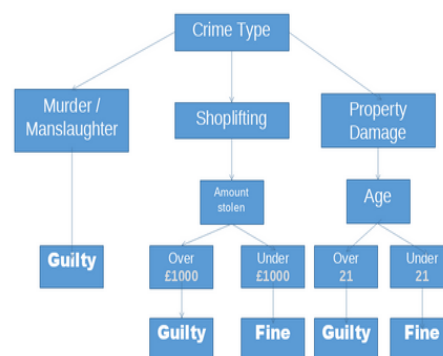 Crime Type
Murder /
Manslaughter
Shoplifting
Property
Damage
Amount
stolen
Age
Guilty
Over
£1000
Under
£1000
Over
21
Under
21
Guilty
Fine
Guilty
Fine